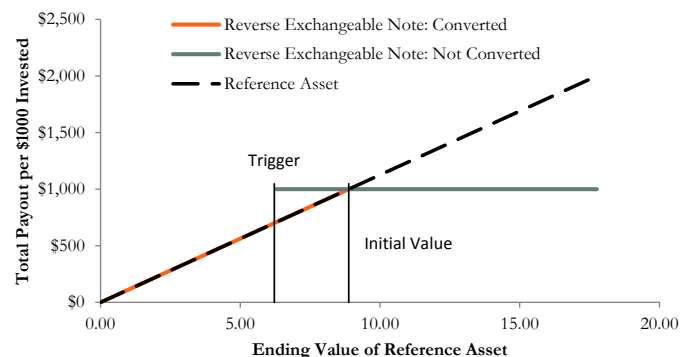 $2,500
Reverse Exchangeable Note: Converted
Reverse Exchangeable Note: Not Converted
$2,000
Reference Asset
Total Payout per $1000 Invested
$1,500
Trigger
$1,000
Initial Value
$500
$0
0.00 5.00 10.00 15.00 20.00
Ending Value of Reference Asset